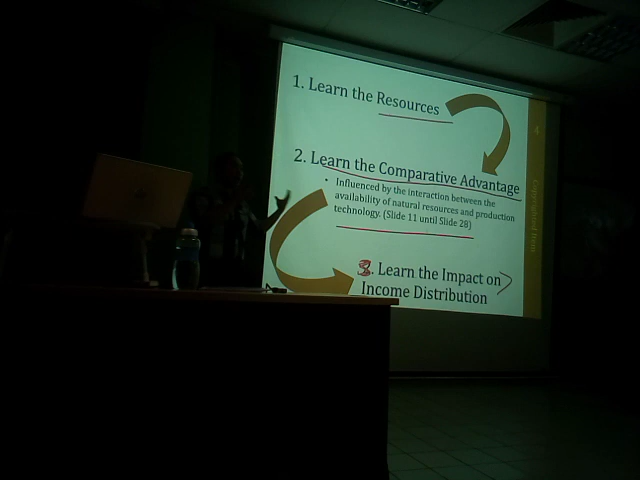 1. Learn the Resources
2. Learn the Comparative Advantage
• Influenced by the interaction between the
availability of natural resources and production
technology. (Slide 11 until Slide 28)
3. Learn the Impact on
Income Distribution
4